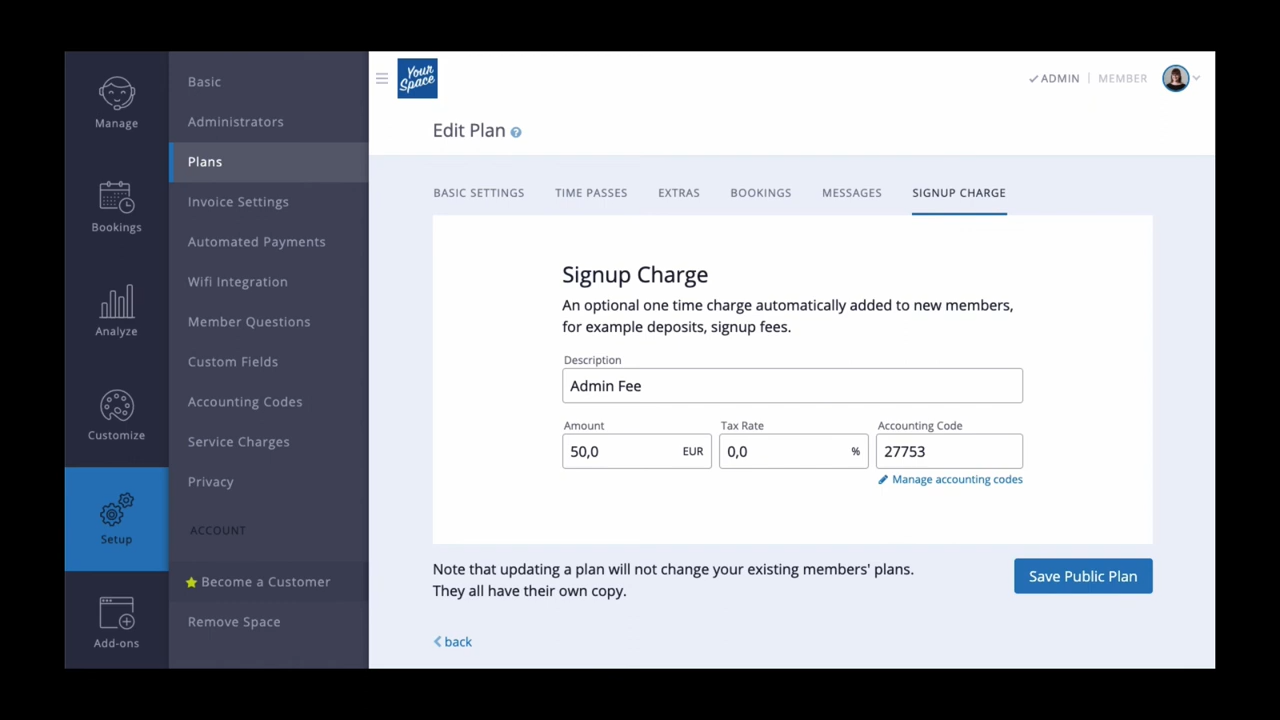 Manage
Bookings
Analyze
Customize
Setup
Add-ons
Basic
Administrators
Plans
Invoice Settings
Automated Payments
Wifi Integration
Member Questions
Custom Fields
Accounting Codes
Service Charges
Privacy
ACCOUNT
Become a Customer
Remove Space
Your
Space
ADMIN | MEMBER
Edit Plan ?
BASIC SETTINGS TIME PASSES EXTRAS BOOKINGS MESSAGES SIGNUP CHARGE
Signup Charge
An optional one time charge automatically added to new members,
for example deposits, signup fees.
Description
Admin Fee
Amount Tax Rate Accounting Code
50,0 EUR 0,0 % 27753
Manage accounting codes
Note that updating a plan will not change your existing members' plans.
They all have their own copy.
Save Public Plan
back